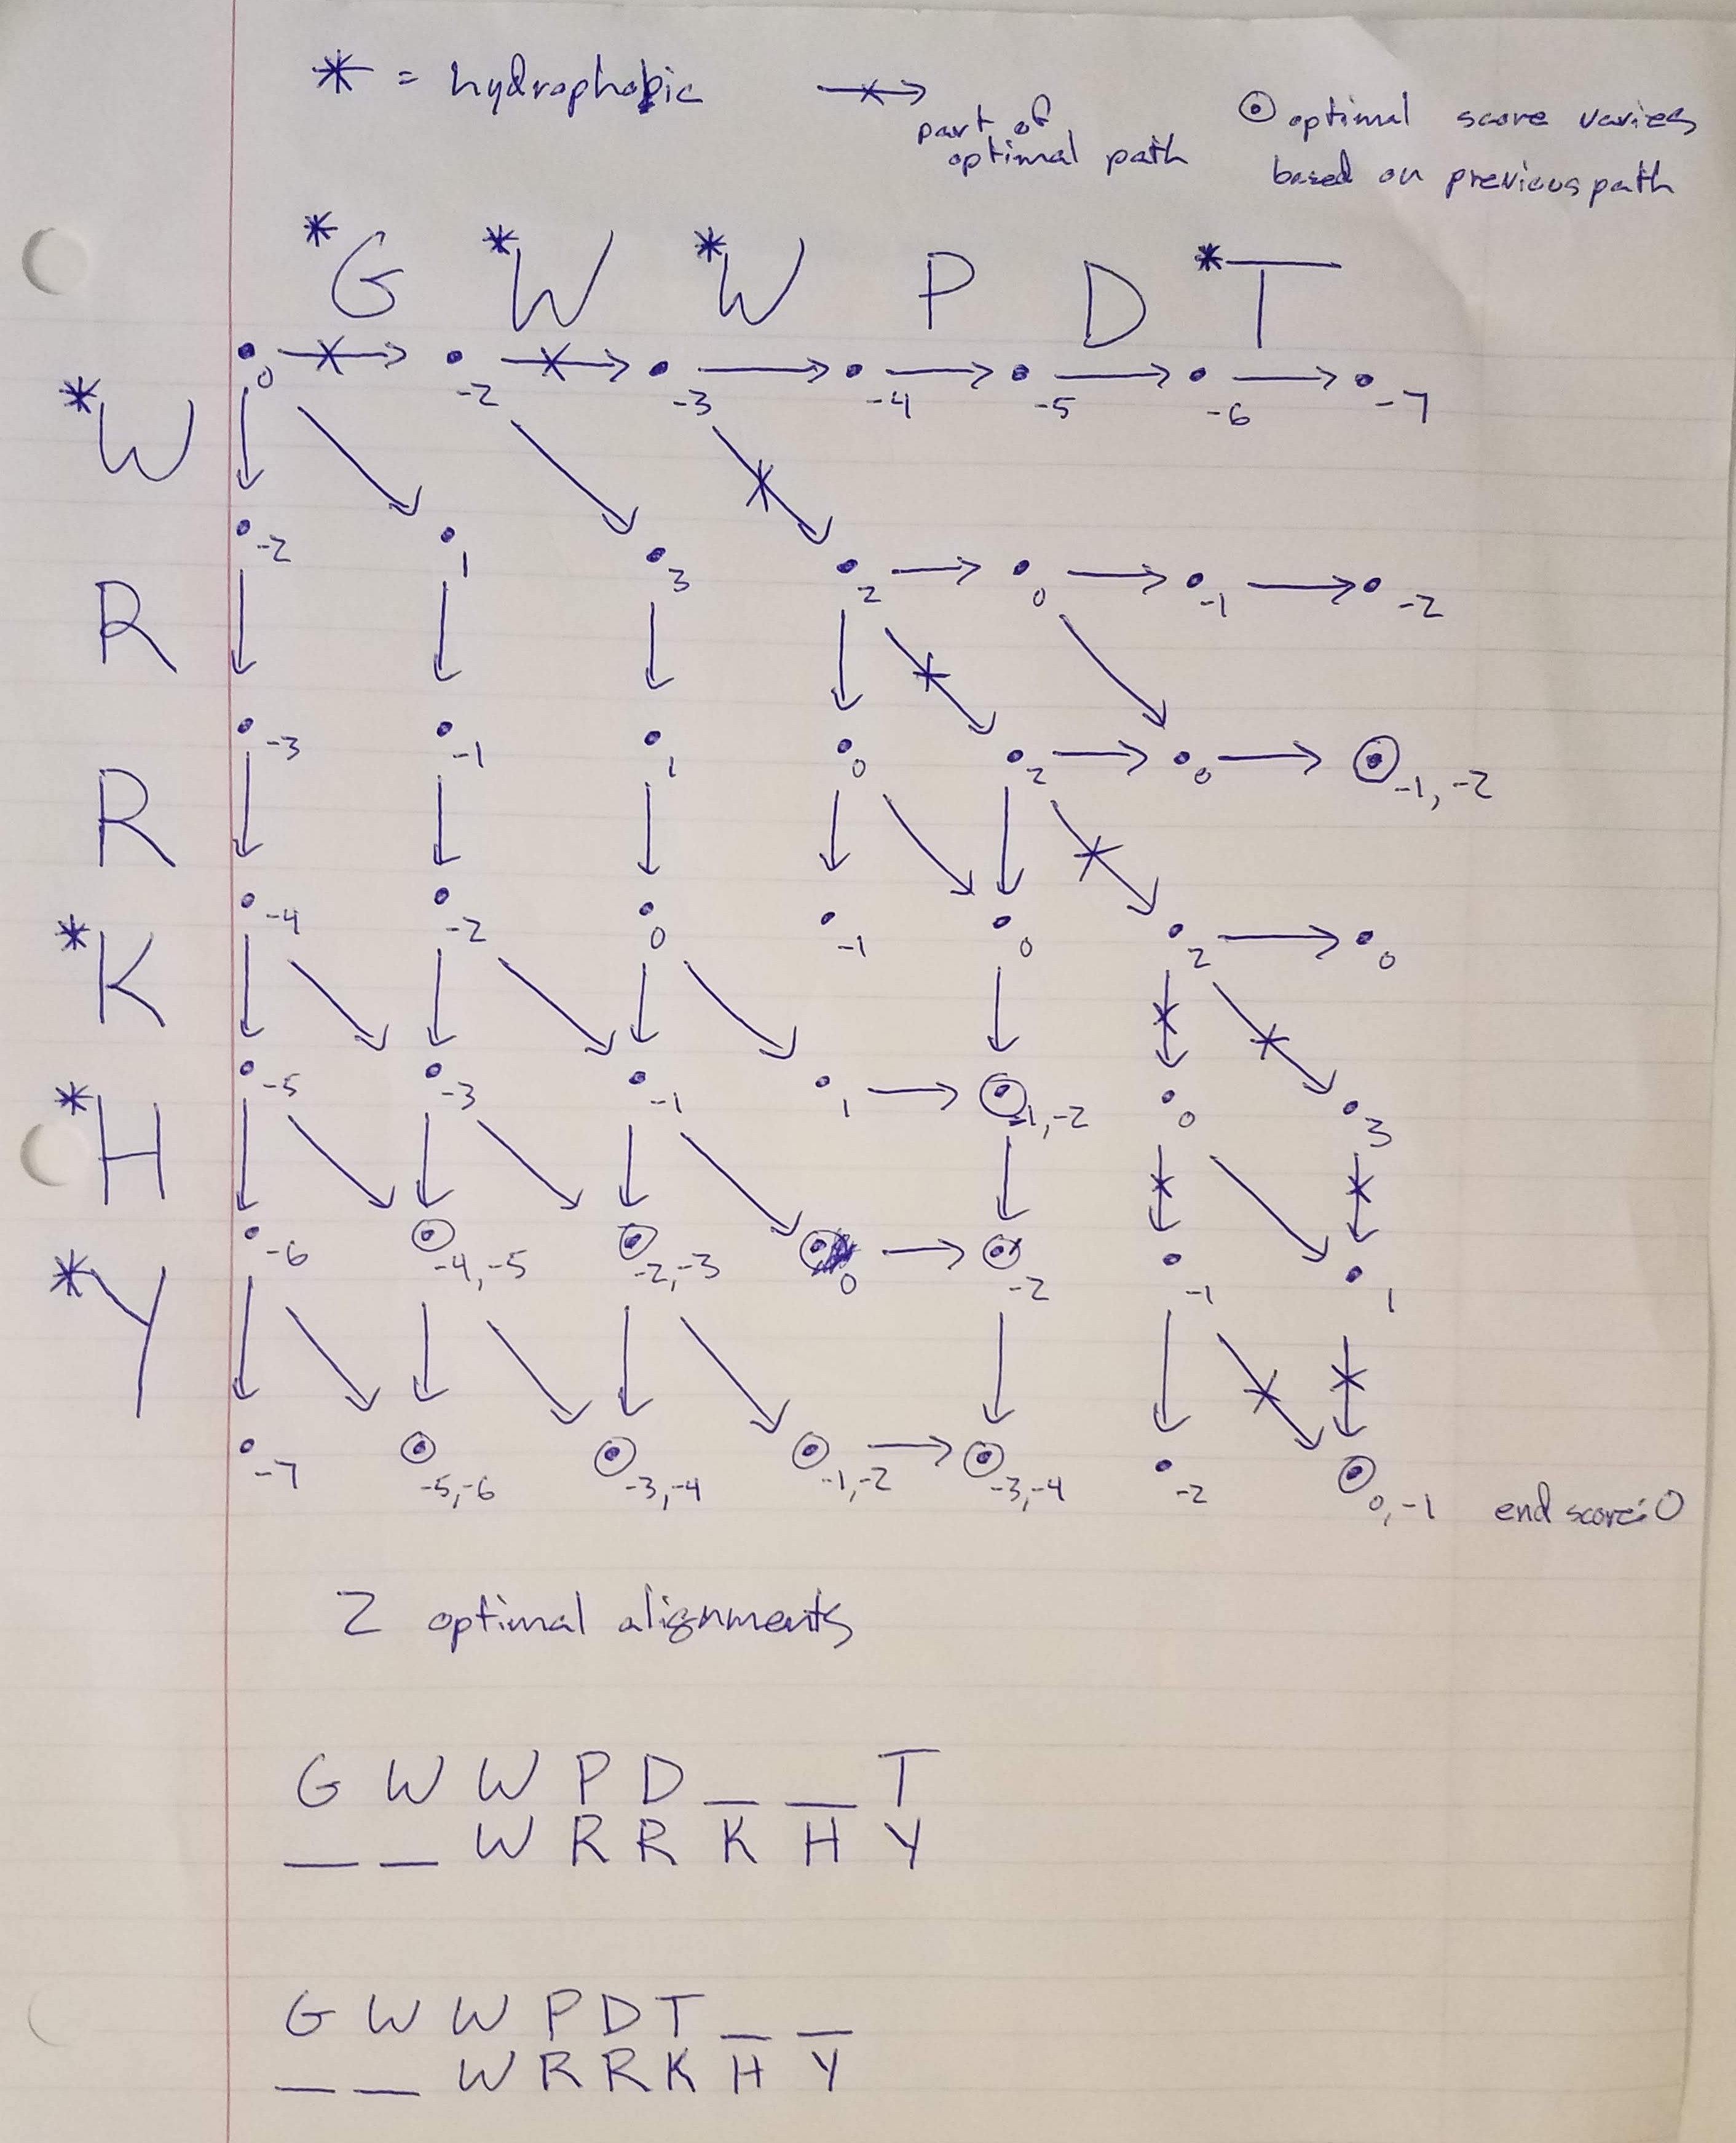 * = hydrophobic
part of
optimal path
optimal score varies
based on previous path
*G *W *W P D *T
0 -2 -3 -4 -5 -6 -7
*W
-2 1 3 2 0 -1 -2
R
-3 -1 1 0 2 0 -1, -2
R
-4 -2 0 -1 0 2 0
*K
-5 -3 -1 1 -1, -2 0 3
*H
-6 -4, -5 -2, -3 0 -2 -1 1
*Y
-7 -5, -6 -3, -4 -1, -2 -3, -4 -2 0, -1 end score: 0
2 optimal alignments
G W W P D _ _ T
_ _ W R R K H Y
G W W P D T _ _
_ _ W R R K H Y